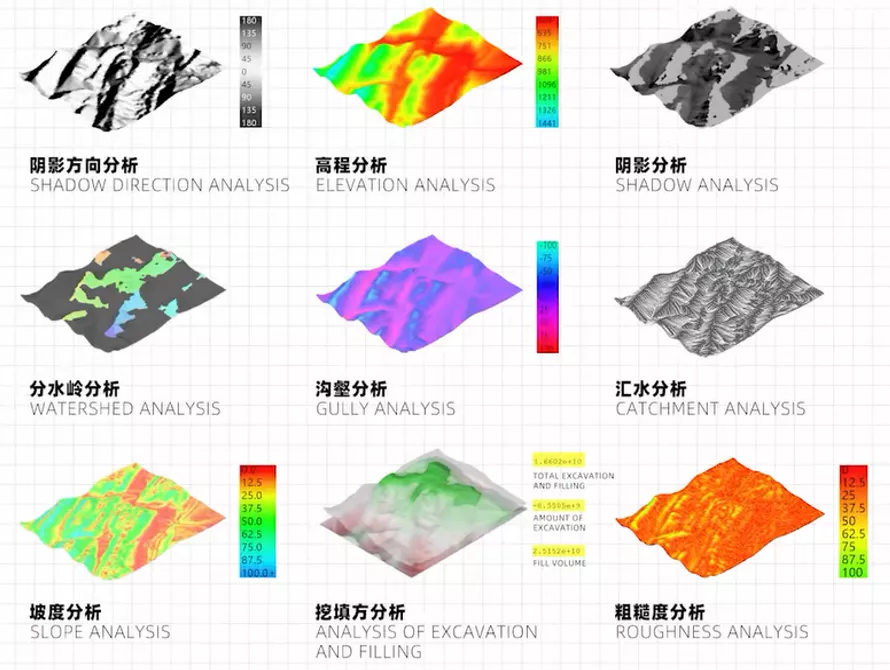 180
135
90
45
0
45
90
135
180
阴影方向分析
SHADOW DIRECTION ANALYSIS
635
751
866
981
1096
1211
1326
1441
高程分析
ELEVATION ANALYSIS
阴影分析
SHADOW ANALYSIS
分水岭分析
WATERSHED ANALYSIS
-100
-75
-50
沟壑分析
GULLY ANALYSIS
汇水分析
CATCHMENT ANALYSIS
0.0
12.5
25.0
37.5
50.0
62.5
75.0
87.5
100.0+
坡度分析
SLOPE ANALYSIS
1.6602e+10
TOTAL EXCAVATION
AND FILLING
AMOUNT OF
EXCAVATION
2.5152e+10
FILL VOLUME
挖填方分析
ANALYSIS OF EXCAVATION
AND FILLING
0
12.5
25
37.5
50
62.5
75
87.5
100
粗糙度分析
ROUGHNESS ANALYSIS